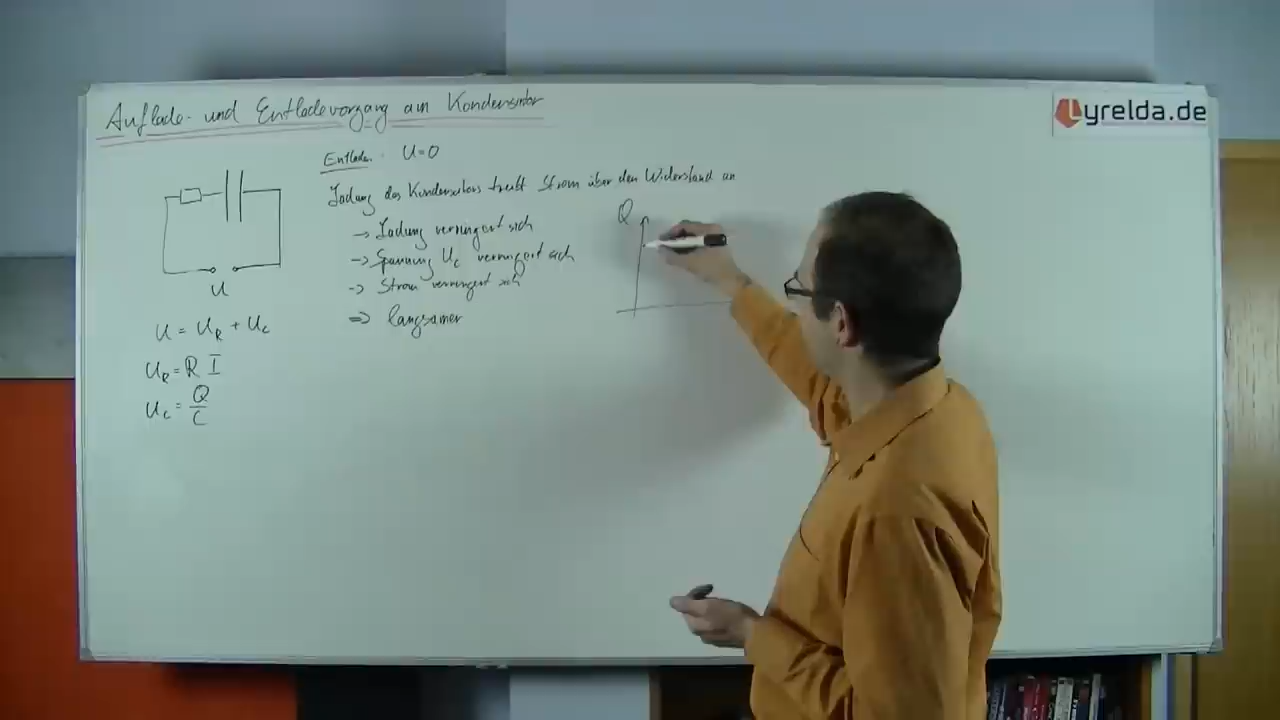 Auflade- und Entladevorgang am Kondensator
Lyrelda.de
Entlade. U=0
Ladung des Kondensators treibt Strom über den Widerstand an
→ Ladung verringert sich
→ Spannung U_C verringert sich
→ Strom verringert sich
⇒ langsamer
Q
U
U = U_R + U_C
U_R = R I
U_C = Q/C